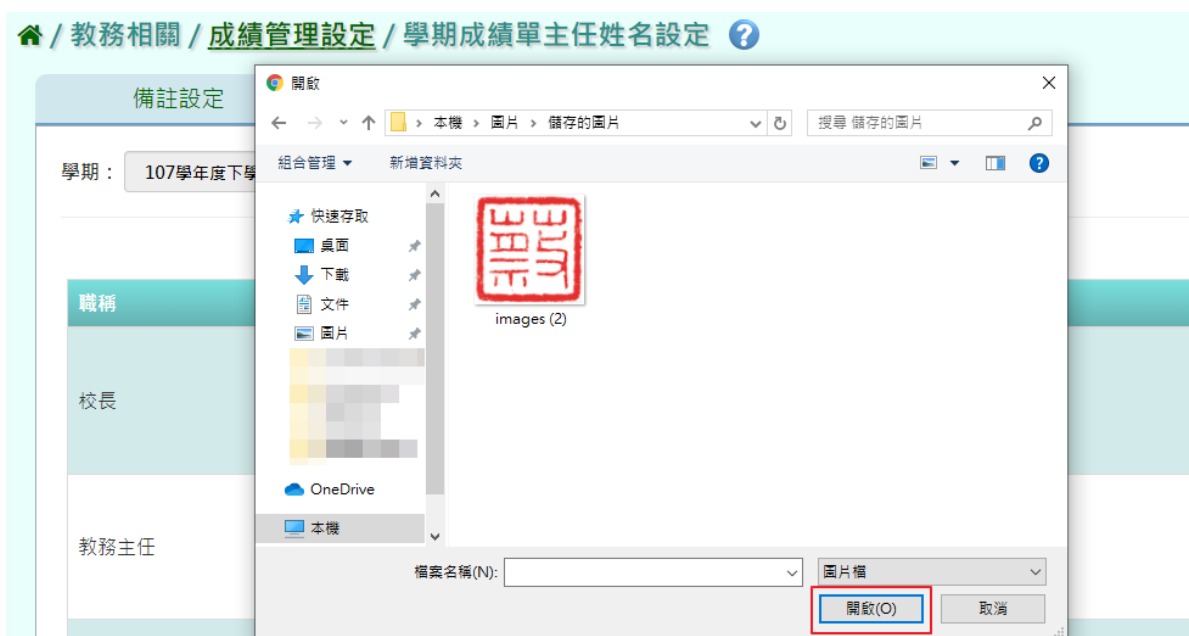 / 教務相關 / 成績管理設定 / 學期成績單主任姓名設定 ?
備註設定
開啟
本機 › 圖片 › 儲存的圖片
搜尋 儲存的圖片
組合管理
新增資料夾
學期：
107學年度下學
快速存取
桌面
下載
文件
圖片
images (2)
職稱
校長
OneDrive
本機
教務主任
檔案名稱(N):
圖片檔
開啟(O)
取消